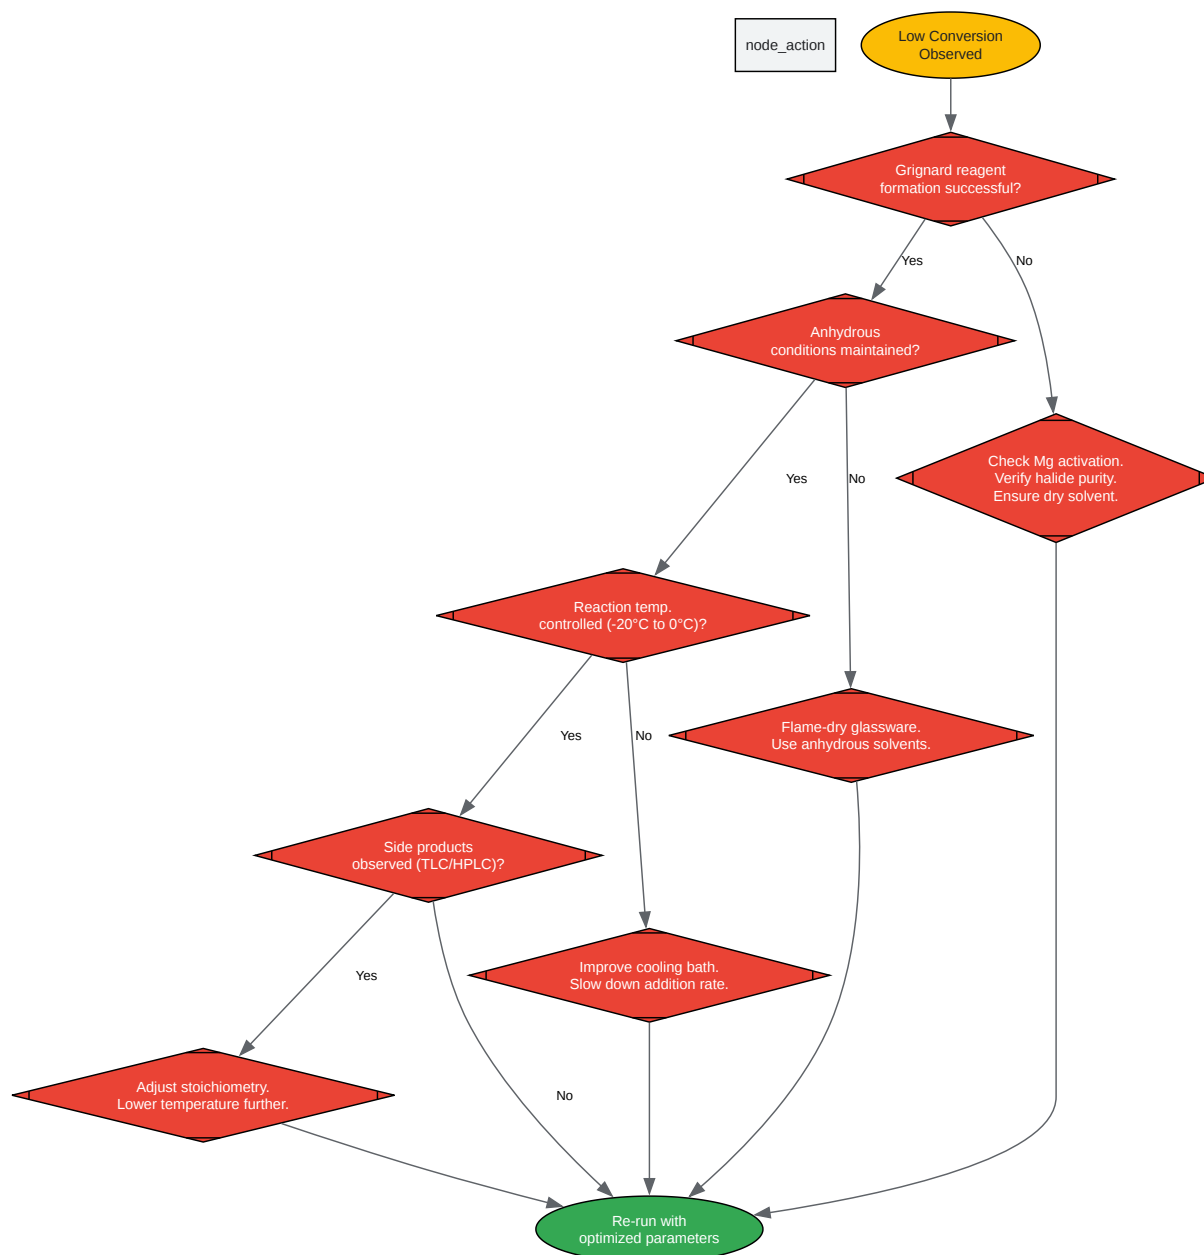 node_action
Low Conversion
Observed
Grignard reagent
formation successful?
Yes
No
Anhydrous
conditions maintained?
Check Mg activation.
Verify halide purity.
Ensure dry solvent.
Yes
No
Reaction temp.
controlled (-20°C to 0°C)?
Flame-dry glassware.
Use anhydrous solvents.
Yes
No
Side products
observed (TLC/HPLC)?
Improve cooling bath.
Slow down addition rate.
Yes
No
Adjust stoichiometry.
Lower temperature further.
Re-run with
optimized parameters